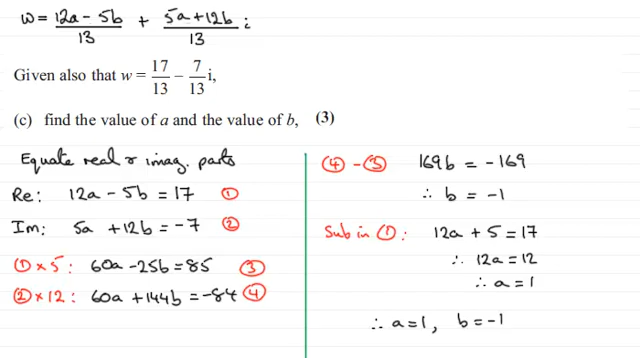 w = 12a - 5b / 13 + 5a + 12b / 13 i
Given also that w = 17/13 − 7/13 i,
(c) find the value of a and the value of b, (3)
Equate real & imag. parts
Re: 12a - 5b = 17 ①
Im: 5a + 12b = -7 ②
① × 5: 60a - 25b = 85 ③
② × 12: 60a + 144b = -84 ④
④ - ③ 169b = -169
∴ b = -1
Sub in ①: 12a + 5 = 17
∴ 12a = 12
∴ a = 1
∴ a = 1, b = -1